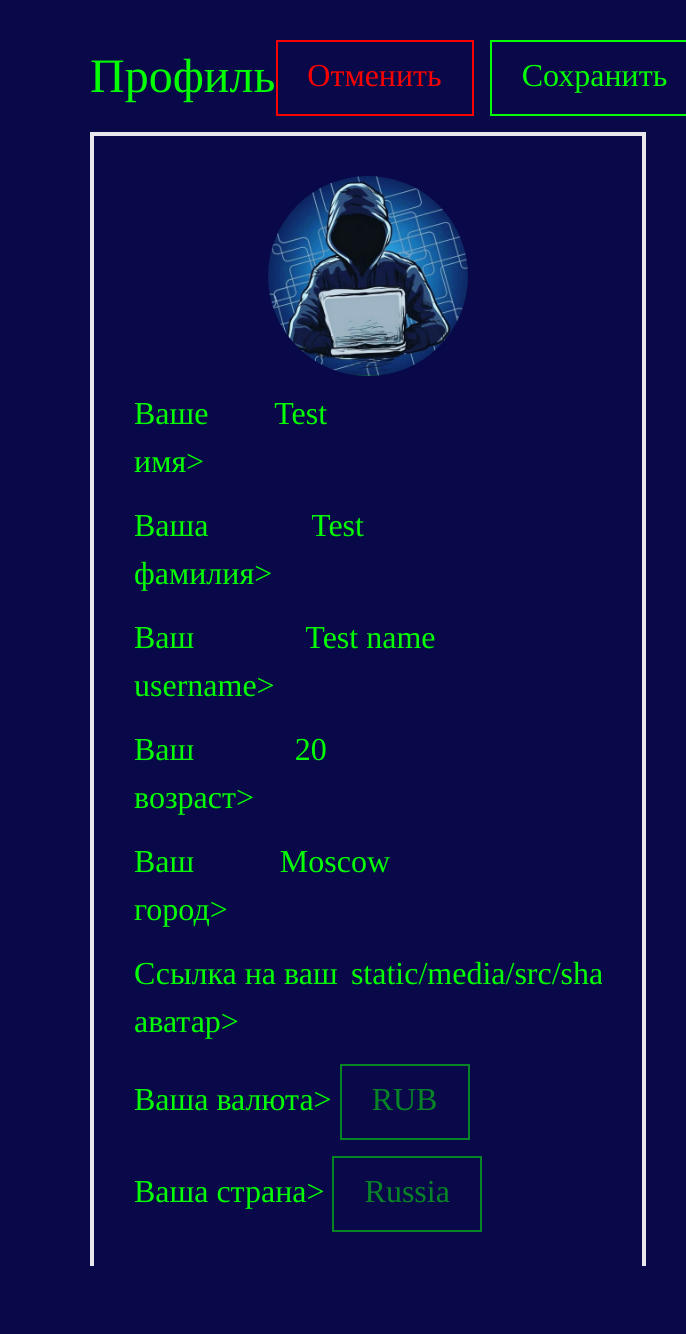 Профиль Отменить Сохранить
Ваше Test
имя>
Ваша Test
фамилия>
Ваш Test name
username>
Ваш 20
возраст>
Ваш Moscow
город>
Ссылка на ваш static/media/src/sha
аватар>
Ваша валюта> RUB
Ваша страна> Russia